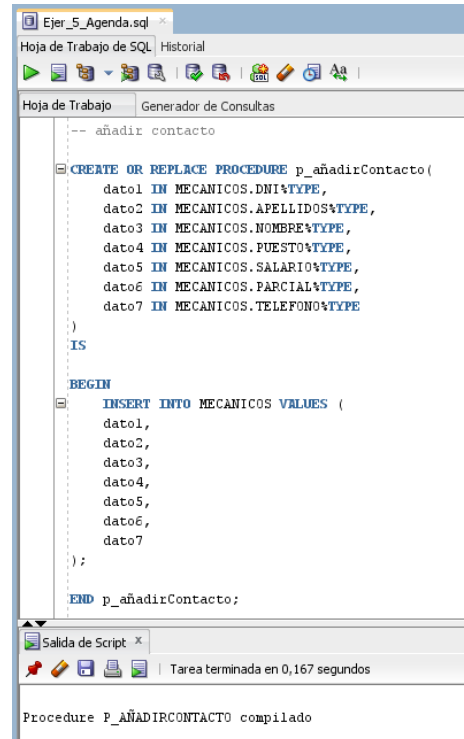 Ejer_5_Agenda.sql
Hoja de Trabajo de SQL Historial
Hoja de Trabajo Generador de Consultas
-- añadir contacto
CREATE OR REPLACE PROCEDURE p_añadirContacto(
dato1 IN MECANICOS.DNI%TYPE,
dato2 IN MECANICOS.APELLIDOS%TYPE,
dato3 IN MECANICOS.NOMBRE%TYPE,
dato4 IN MECANICOS.PUESTO%TYPE,
dato5 IN MECANICOS.SALARIO%TYPE,
dato6 IN MECANICOS.PARCIAL%TYPE,
dato7 IN MECANICOS.TELEFONO%TYPE
)
IS
BEGIN
INSERT INTO MECANICOS VALUES (
dato1,
dato2,
dato3,
dato4,
dato5,
dato6,
dato7
);
END p_añadirContacto;
Salida de Script
Tarea terminada en 0,167 segundos
Procedure P_AÑADIRCONTACTO compilado